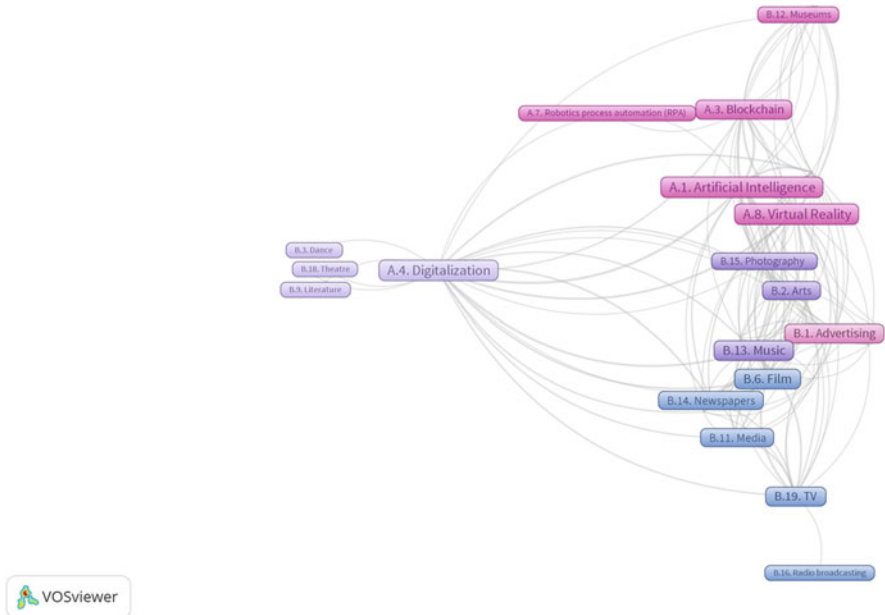 B.12. Museums
A.7. Robotics process automation (RPA)
A.3. Blockchain
A.1. Artificial Intelligence
A.8. Virtual Reality
B.3. Dance
B.18. Theatre
A.4. Digitalization
B.9. Literature
B.15. Photography
B.2. Arts
B.1. Advertising
B.13. Music
B.6. Film
B.14. Newspapers
B.11. Media
B.19. TV
B.16. Radio broadcasting
VOSviewer